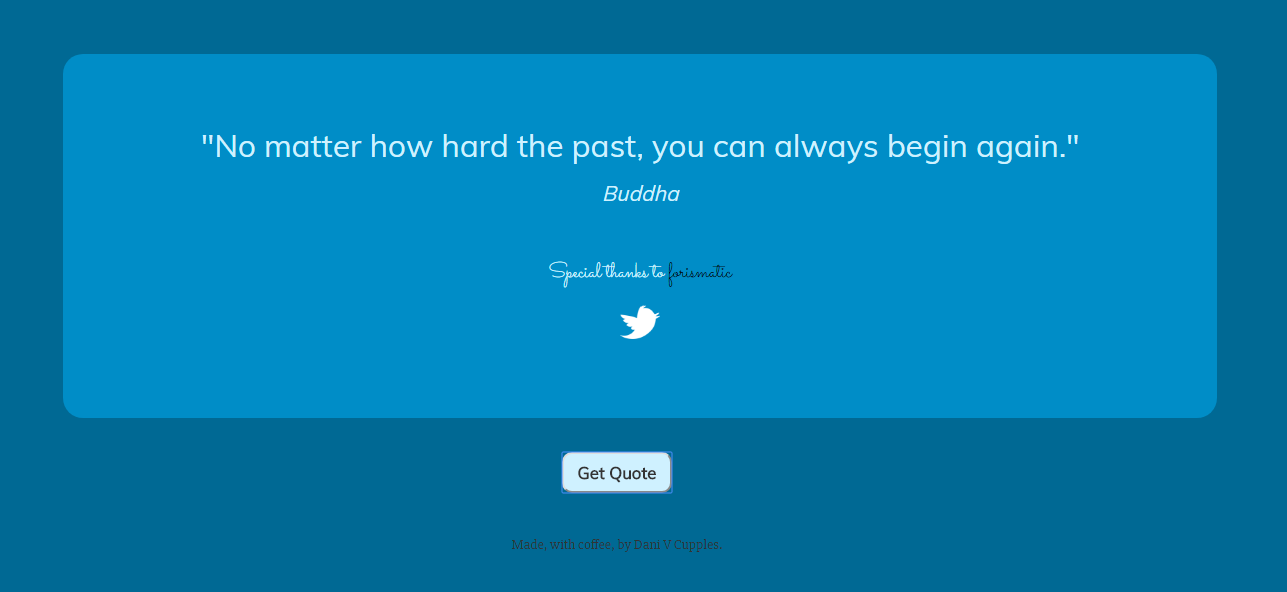 "No matter how hard the past, you can always begin again."
Buddha
Special thanks to forismatic
Get Quote
Made, with coffee, by Dani V Cupples.